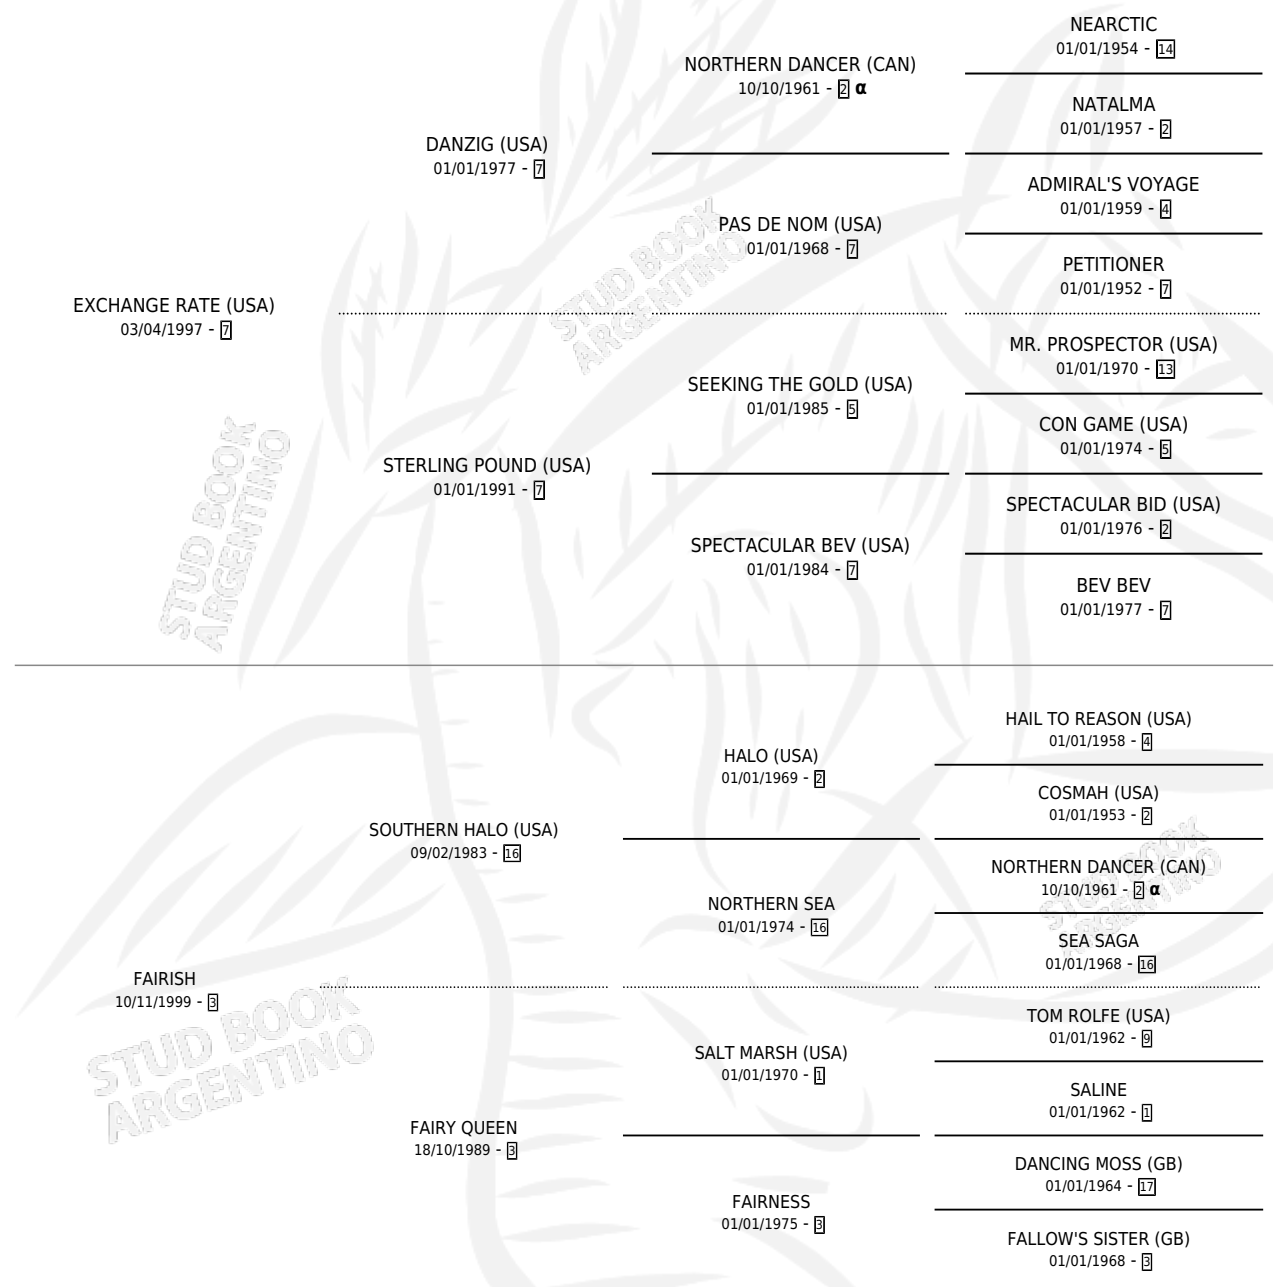 NEARCTIC
01/01/1954 - 14
NORTHERN DANCER (CAN)
10/10/1961 - 2 α
NATALMA
01/01/1957 - 2
DANZIG (USA)
01/01/1977 - 7
ADMIRAL'S VOYAGE
01/01/1959 - 4
PAS DE NOM (USA)
01/01/1968 - 7
PETITIONER
01/01/1952 - 7
EXCHANGE RATE (USA)
03/04/1997 - 7
MR. PROSPECTOR (USA)
01/01/1970 - 13
SEEKING THE GOLD (USA)
01/01/1985 - 5
CON GAME (USA)
01/01/1974 - 5
STERLING POUND (USA)
01/01/1991 - 7
SPECTACULAR BID (USA)
01/01/1976 - 2
SPECTACULAR BEV (USA)
01/01/1984 - 7
BEV BEV
01/01/1977 - 7
HAIL TO REASON (USA)
01/01/1958 - 4
HALO (USA)
01/01/1969 - 2
COSMAH (USA)
01/01/1953 - 2
SOUTHERN HALO (USA)
09/02/1983 - 16
NORTHERN DANCER (CAN)
10/10/1961 - 2 α
NORTHERN SEA
01/01/1974 - 16
SEA SAGA
01/01/1968 - 16
FAIRISH
10/11/1999 - 3
TOM ROLFE (USA)
01/01/1962 - 9
SALT MARSH (USA)
01/01/1970 - 1
SALINE
01/01/1962 - 1
FAIRY QUEEN
18/10/1989 - 3
DANCING MOSS (GB)
01/01/1964 - 17
FAIRNESS
01/01/1975 - 3
FALLOW'S SISTER (GB)
01/01/1968 - 3
STUD BOOK
ARGENTINO
STUD BOOK
ARGENTINO
STUD BOOK
ARGENTINO
STUD BOOK
ARGENTINO